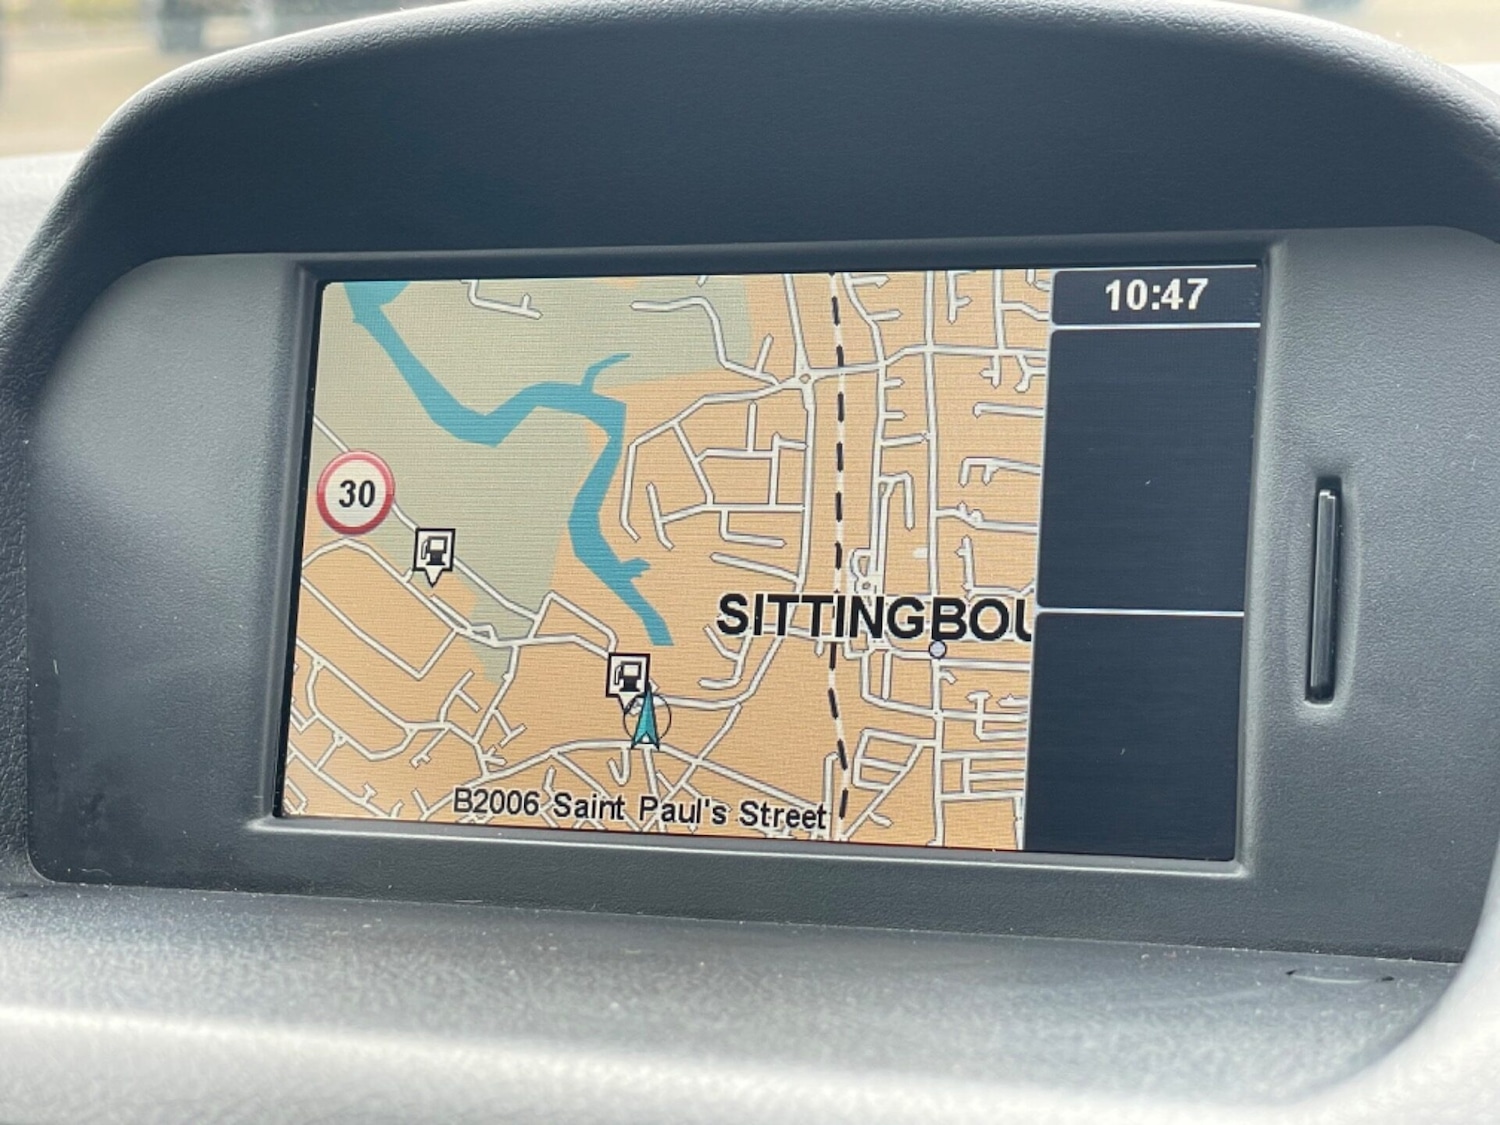 10:47
30
SITTINGBOU
B2006 Saint Paul's Street